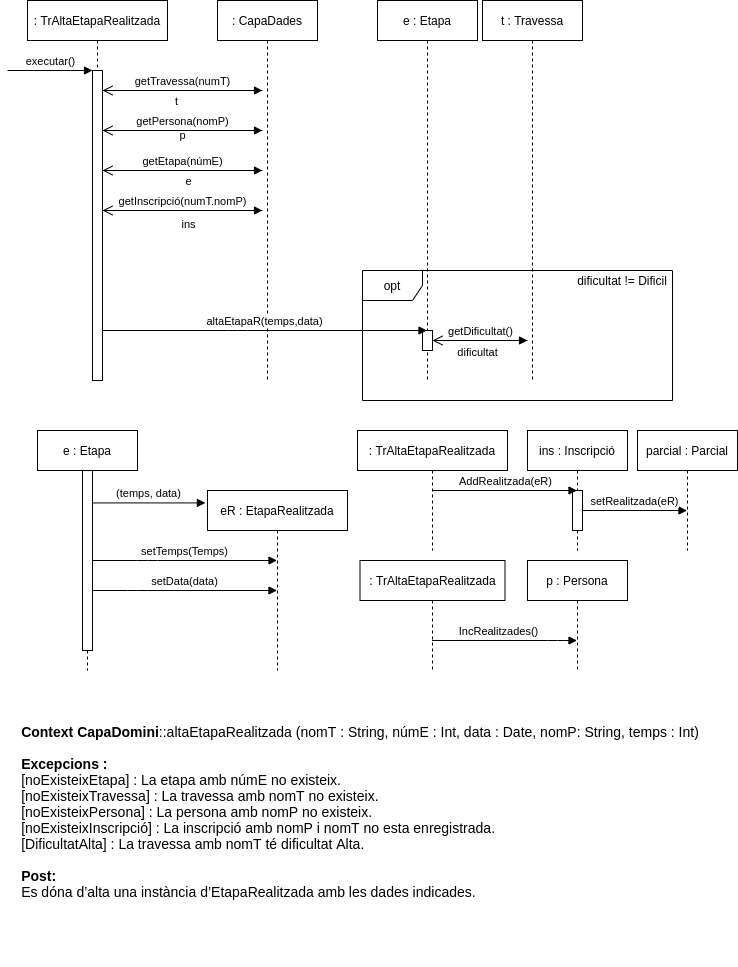 : TrAltaEtapaRealitzada
: CapaDades
e : Etapa
t : Travessa
executar()
getTravessa(numT)
t
getPersona(nomP)
p
getEtapa(númE)
e
getInscripció(numT.nomP)
ins
opt
dificultat != Dificil
altaEtapaR(temps,data)
getDificultat()
dificultat
e : Etapa
(temps, data)
eR : EtapaRealitzada
setTemps(Temps)
setData(data)
: TrAltaEtapaRealitzada
ins : Inscripció
parcial : Parcial
AddRealitzada(eR)
setRealitzada(eR)
: TrAltaEtapaRealitzada
p : Persona
IncRealitzades()
Context CapaDomini::altaEtapaRealitzada (nomT : String, númE : Int, data : Date, nomP: String, temps : Int)
Excepcions :
[noExisteixEtapa] : La etapa amb númE no existeix.
[noExisteixTravessa] : La travessa amb nomT no existeix.
[noExisteixPersona] : La persona amb nomP no existeix.
[noExisteixInscripció] : La inscripció amb nomP i nomT no esta enregistrada.
[DificultatAlta] : La travessa amb nomT té dificultat Alta.
Post:
Es dóna d'alta una instància d'EtapaRealitzada amb les dades indicades.